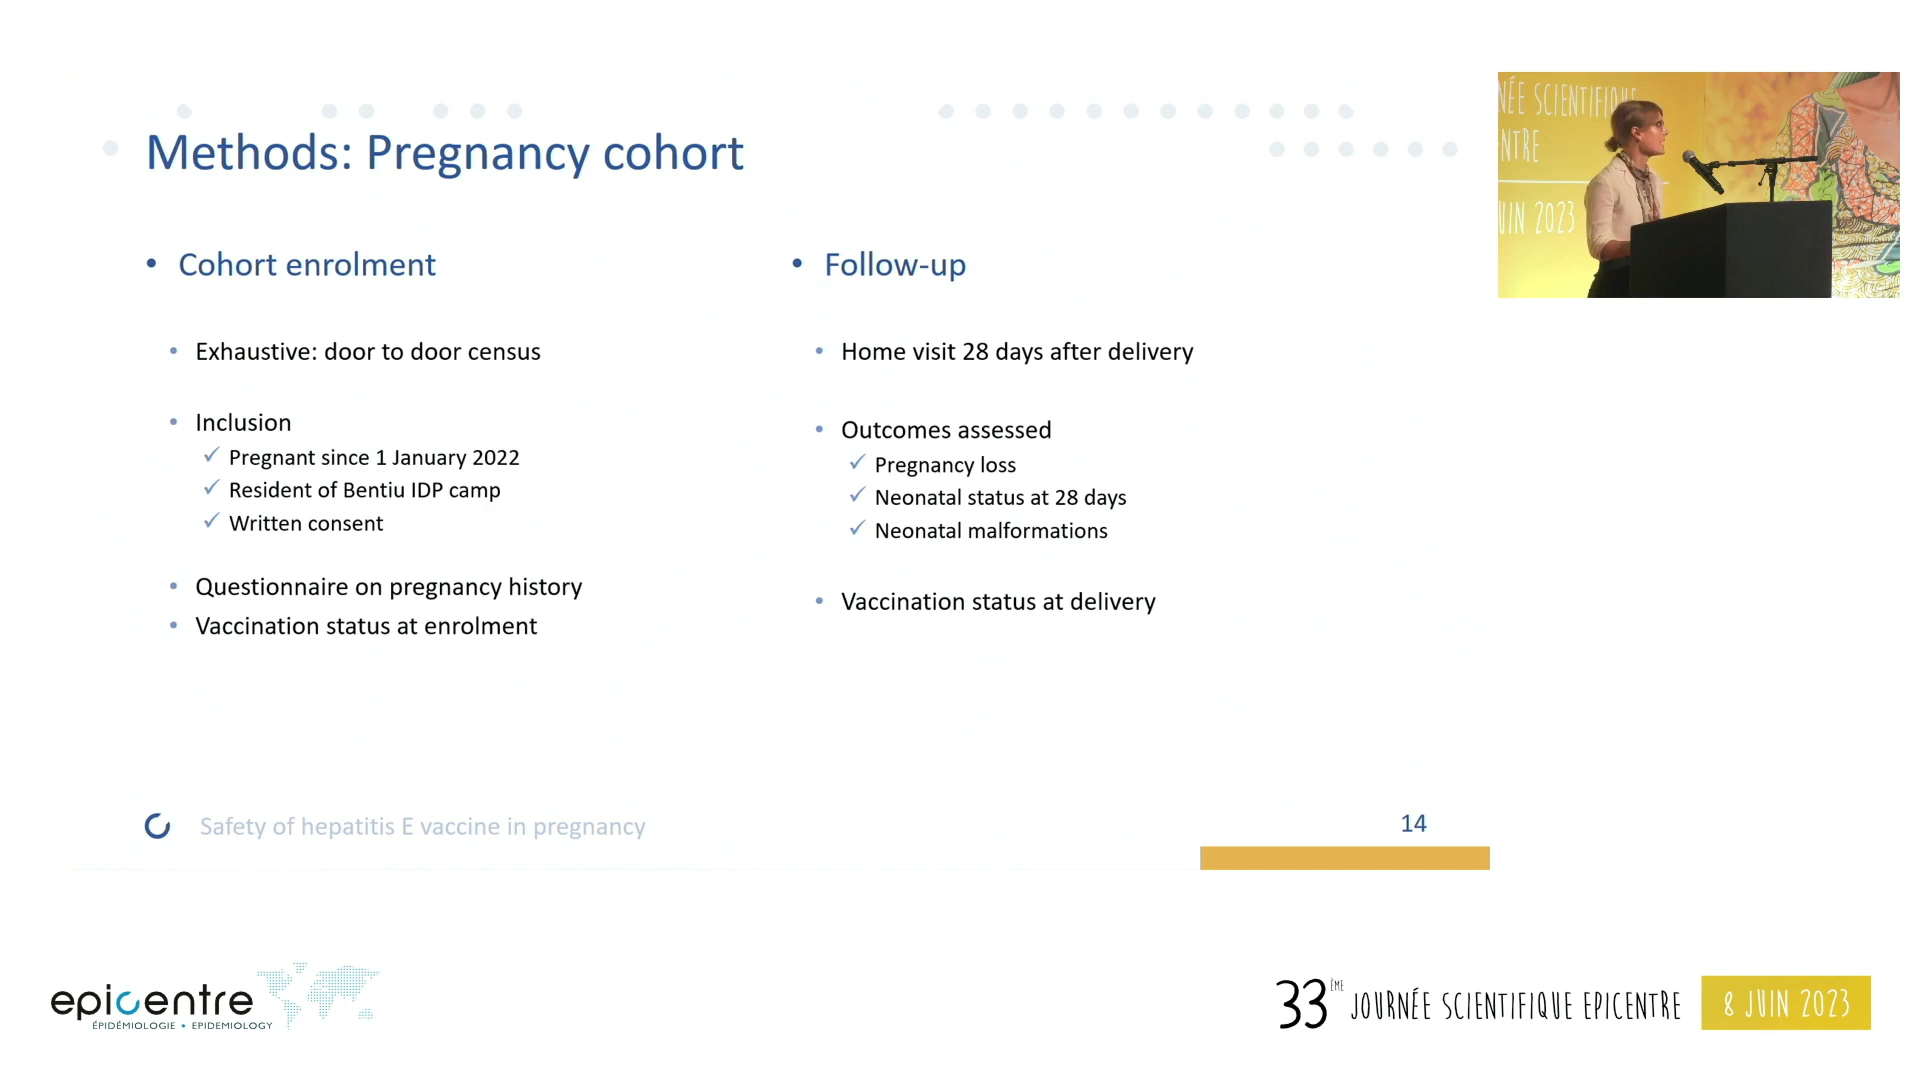 Methods: Pregnancy cohort
• Cohort enrolment
• Exhaustive: door to door census
• Inclusion
✓ Pregnant since 1 January 2022
✓ Resident of Bentiu IDP camp
✓ Written consent
• Questionnaire on pregnancy history
• Vaccination status at enrolment
• Follow-up
• Home visit 28 days after delivery
• Outcomes assessed
✓ Pregnancy loss
✓ Neonatal status at 28 days
✓ Neonatal malformations
• Vaccination status at delivery
Safety of hepatitis E vaccine in pregnancy
14
NÉE SCIENTIFIQUE
NTRE
UIN 2023
epicentre
ÉPIDÉMIOLOGIE • EPIDEMIOLOGY
33ÈME JOURNÉE SCIENTIFIQUE EPICENTRE
8 JUIN 2023